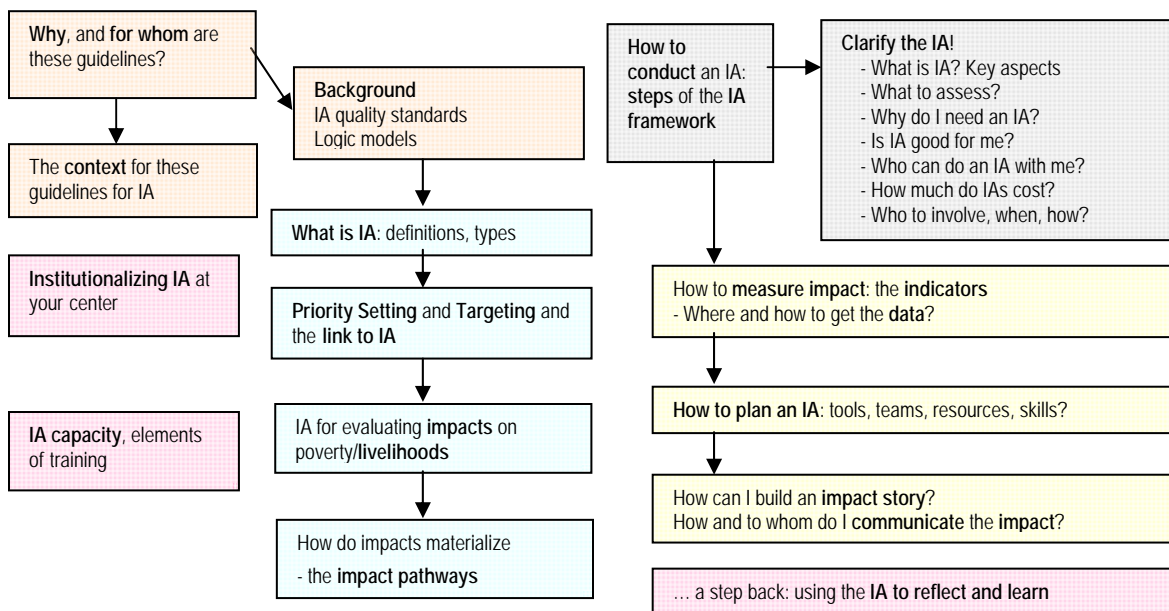 Why, and for whom are
these guidelines?
The context for these
guidelines for IA
Institutionalizing IA at
your center
IA capacity, elements
of training
Background
IA quality standards
Logic models
What is IA: definitions, types
Priority Setting and Targeting and
the link to IA
IA for evaluating impacts on
poverty/livelihoods
How do impacts materialize
- the impact pathways
How to
conduct an IA:
steps of the IA
framework
Clarify the IA!
- What is IA? Key aspects
- What to assess?
- Why do I need an IA?
- Is IA good for me?
- Who can do an IA with me?
- How much do IAs cost?
- Who to involve, when, how?
How to measure impact: the indicators
- Where and how to get the data?
How to plan an IA: tools, teams, resources, skills?
How can I build an impact story?
How and to whom do I communicate the impact?
... a step back: using the IA to reflect and learn